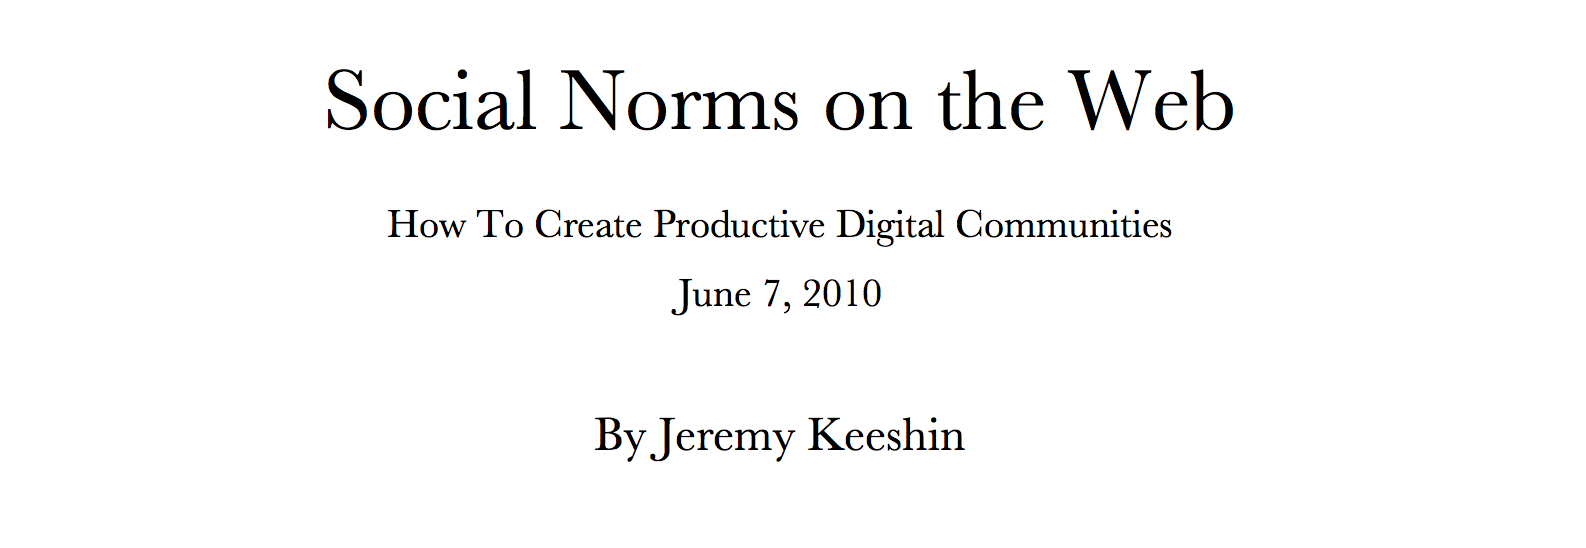 Social Norms on the Web
How To Create Productive Digital Communities
June 7, 2010
By Jeremy Keeshin